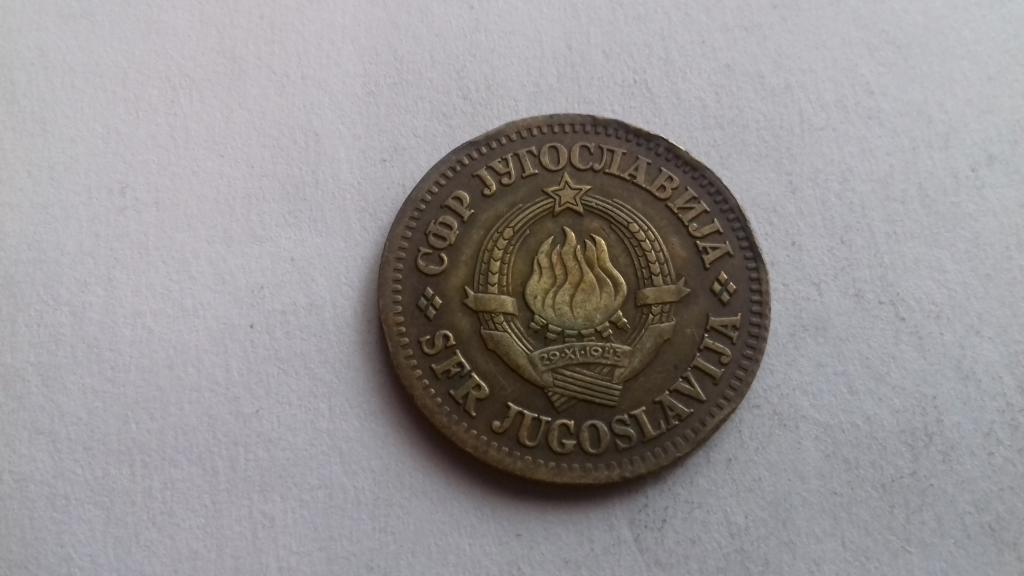 СФР ЈУГОСЛАВИЈА
SFR JUGOSLAVIJA
29·XI·1943